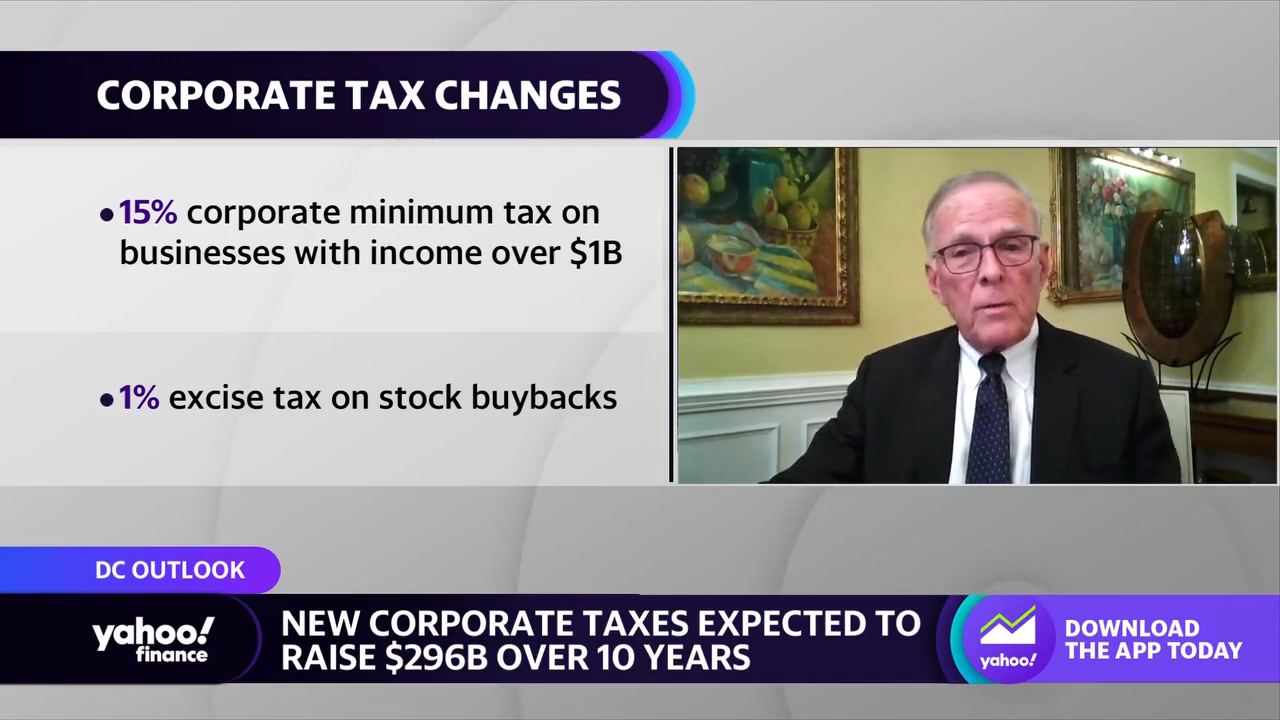 CORPORATE TAX CHANGES
•15% corporate minimum tax on
businesses with income over $1B
•1% excise tax on stock buybacks
DC OUTLOOK
yahoo!
finance
NEW CORPORATE TAXES EXPECTED TO
RAISE $296B OVER 10 YEARS
yahoo!
DOWNLOAD
THE APP TODAY